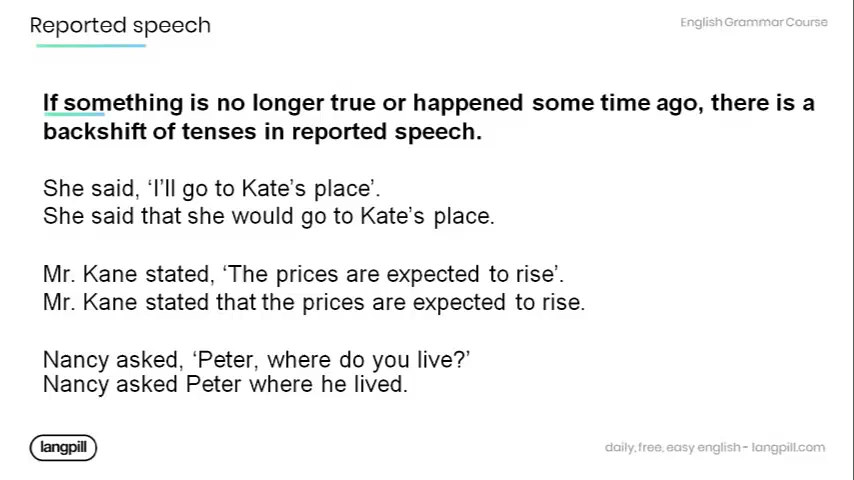 Reported speech
English Grammar Course
If something is no longer true or happened some time ago, there is a
backshift of tenses in reported speech.
She said, ‘I’ll go to Kate’s place’.
She said that she would go to Kate’s place.
Mr. Kane stated, ‘The prices are expected to rise’.
Mr. Kane stated that the prices are expected to rise.
Nancy asked, ‘Peter, where do you live?’
Nancy asked Peter where he lived.
langpill
daily, free, easy english - langpill.com